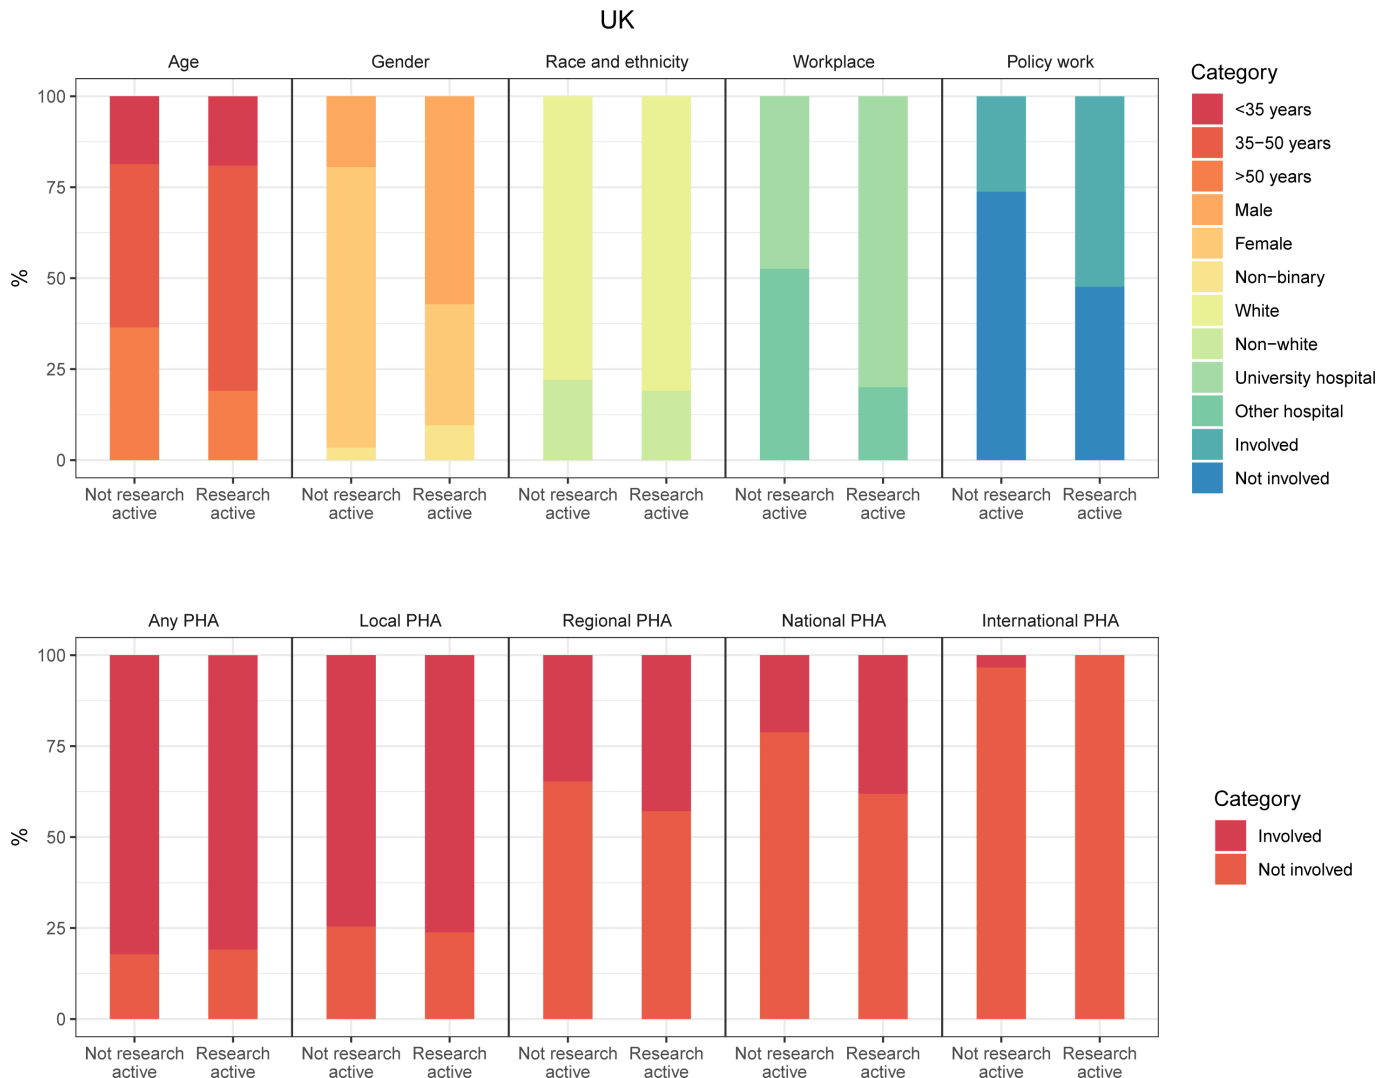 UK
Age Gender Race and ethnicity Workplace Policy work
%
100
75
50
25
0
Not research active Research active Not research active Research active Not research active Research active Not research active Research active Not research active Research active
Category
<35 years
35−50 years
>50 years
Male
Female
Non−binary
White
Non−white
University hospital
Other hospital
Involved
Not involved
Any PHA Local PHA Regional PHA National PHA International PHA
%
100
75
50
25
0
Not research active Research active Not research active Research active Not research active Research active Not research active Research active Not research active Research active
Category
Involved
Not involved